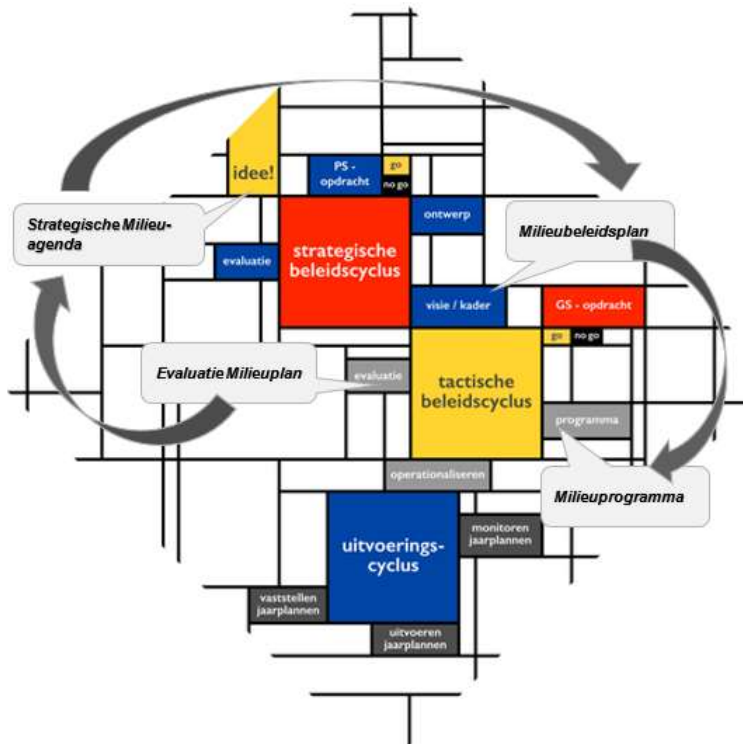 idee!
PS -
opdracht
go
no go
Strategische Milieu-
agenda
ontwerp
Milieubeleidsplan
strategische
beleidscyclus
evaluatie
visie / kader
GS - opdracht
go
no go
Evaluatie Milieuplan
evaluatie
tactische
beleidscyclus
programma
operationaliseren
Milieuprogramma
uitvoerings-
cyclus
monitoren
jaarplannen
vaststellen
jaarplannen
uitvoeren
jaarplannen